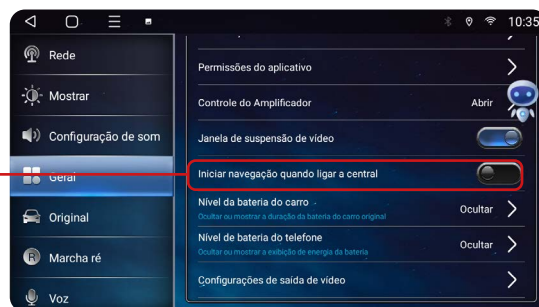 10:35
Rede
Mostrar
Configuração de som
Geral
Original
Marcha ré
Voz
Permissões do aplicativo
Controle do Amplificador
Abrir
Janela de suspensão de vídeo
Iniciar navegação quando ligar a central
Nível da bateria do carro
Ocultar ou mostrar a duração da bateria do carro original
Ocultar
Nível de bateria do telefone
Ocultar ou mostrar a exibição de energia da bateria
Ocultar
Configurações de saída de vídeo